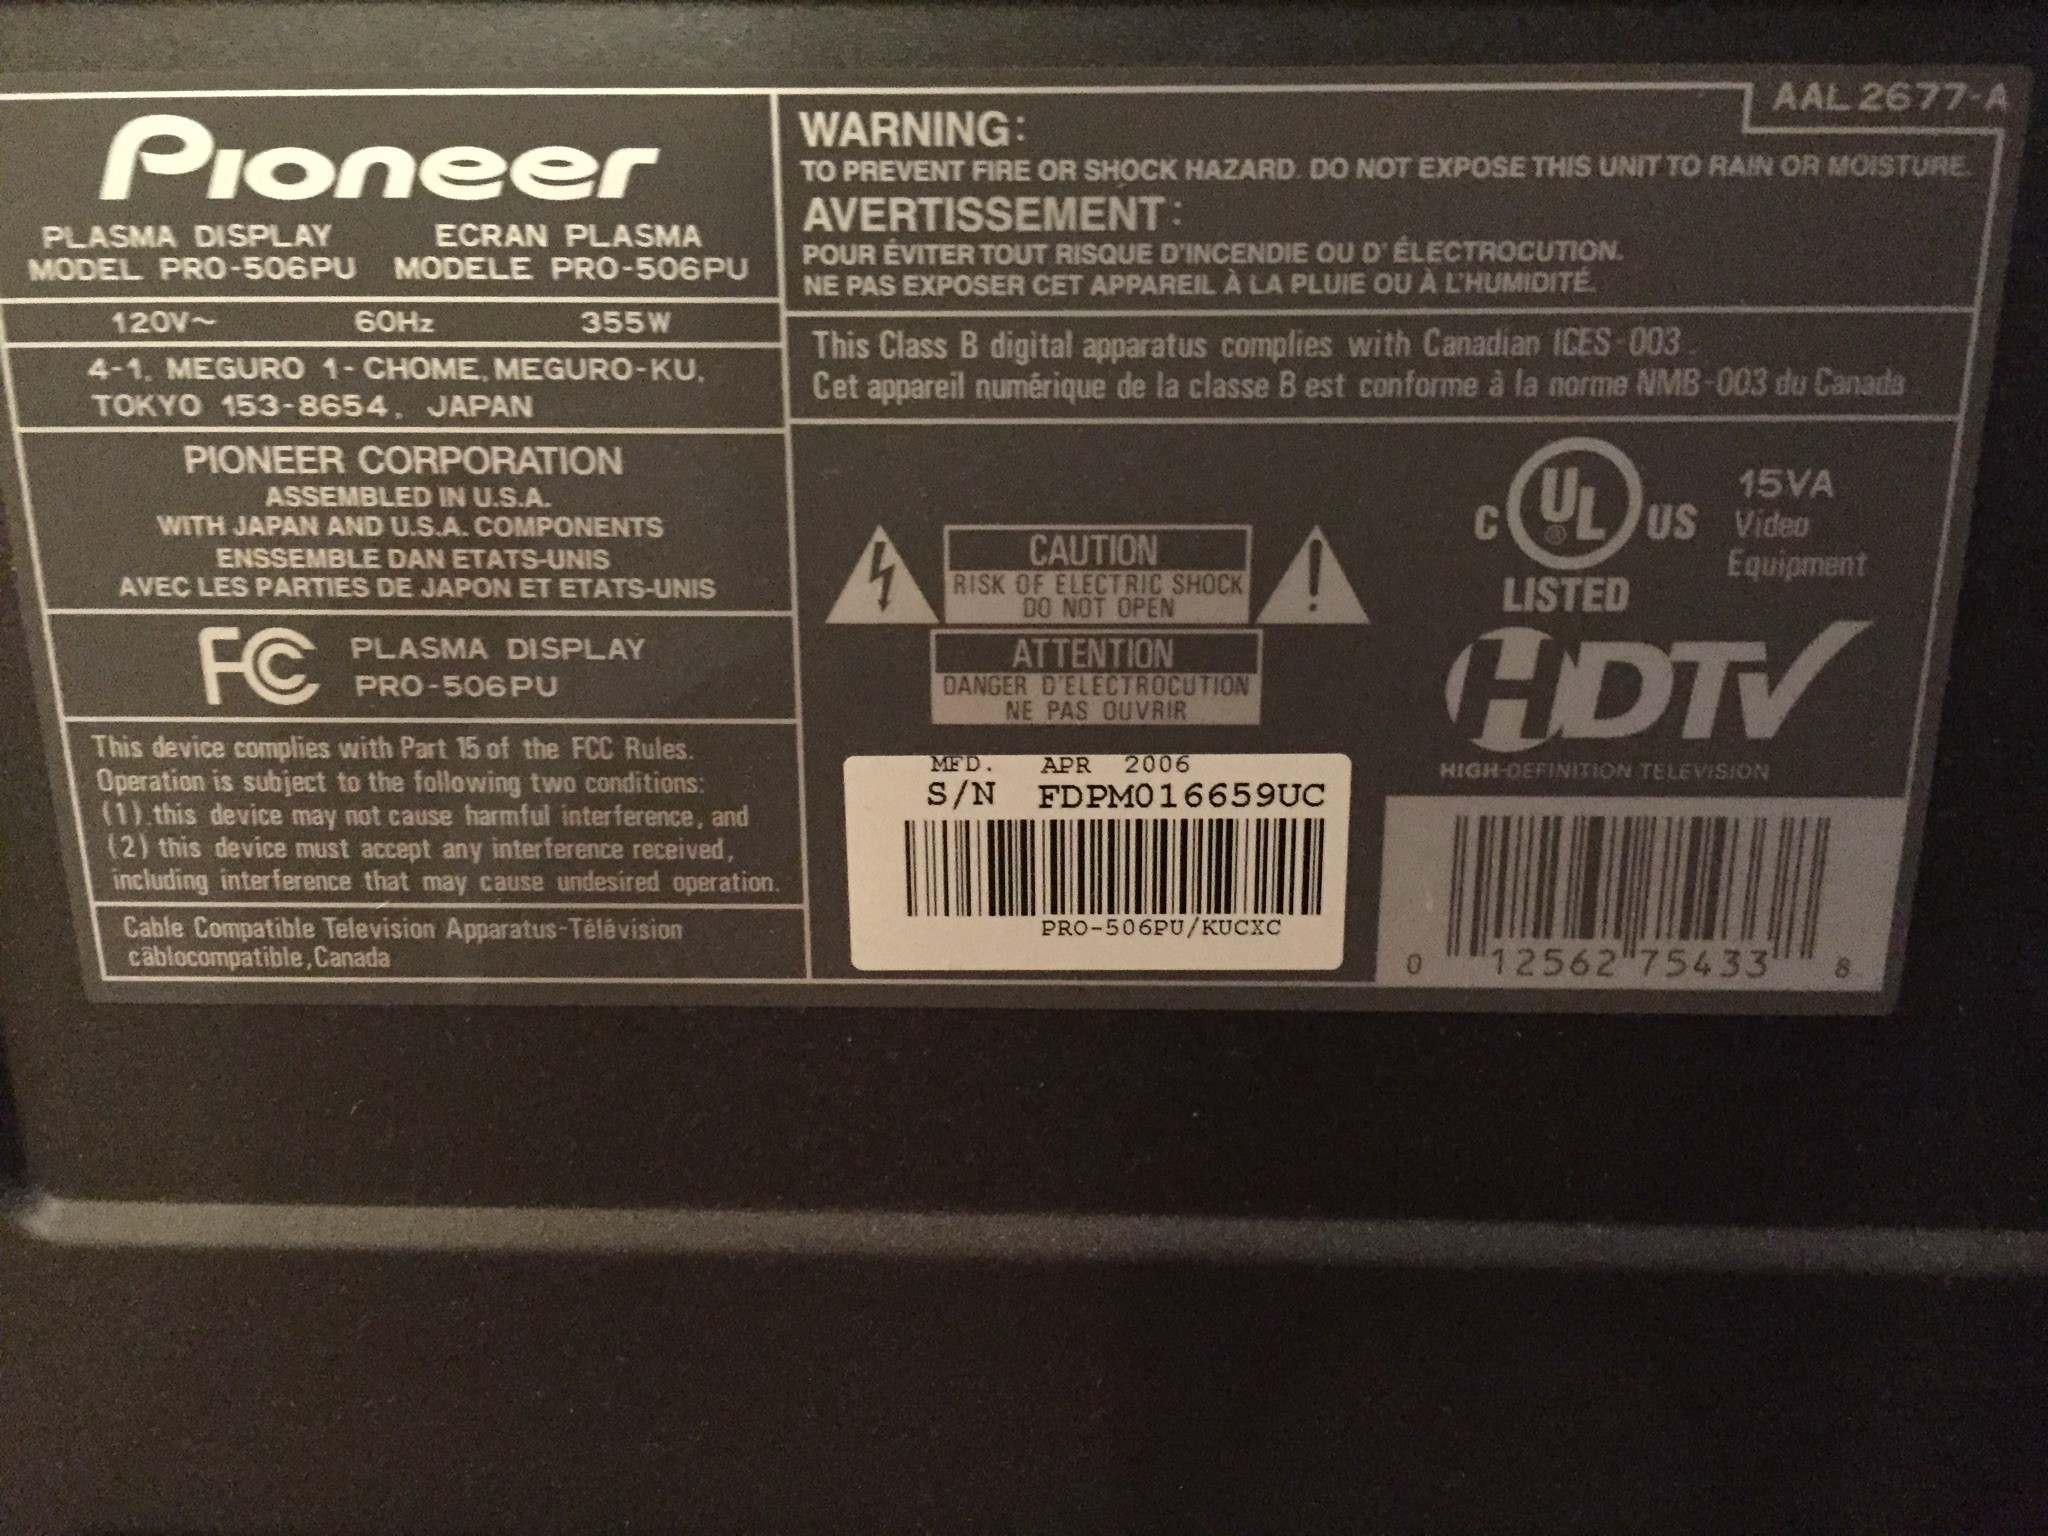 Pioneer
PLASMA DISPLAY ECRAN PLASMA
MODEL PRO-506PU MODELE PRO-506PU
120V~ 60Hz 355W
4-1, MEGURO 1-CHOME, MEGURO-KU,
TOKYO 153-8654, JAPAN
PIONEER CORPORATION
ASSEMBLED IN U.S.A.
WITH JAPAN AND U.S.A. COMPONENTS
ENSSEMBLE DAN ETATS-UNIS
AVEC LES PARTIES DE JAPON ET ETATS-UNIS
FC PLASMA DISPLAY
PRO-506PU
This device complies with Part 15 of the FCC Rules.
Operation is subject to the following two conditions:
(1) this device may not cause harmful interference, and
(2) this device must accept any interference received,
including interference that may cause undesired operation.
Cable Compatible Television Apparatus-Télévision
câblocompatible, Canada
AAL2677-A
WARNING:
TO PREVENT FIRE OR SHOCK HAZARD. DO NOT EXPOSE THIS UNIT TO RAIN OR MOISTURE.
AVERTISSEMENT:
POUR ÉVITER TOUT RISQUE D'INCENDIE OU D' ÉLECTROCUTION.
NE PAS EXPOSER CET APPAREIL À LA PLUIE OU À L'HUMIDITÉ.
This Class B digital apparatus complies with Canadian ICES-003.
Cet appareil numérique de la classe B est conforme à la norme NMB-003 du Canada
CAUTION
RISK OF ELECTRIC SHOCK
DO NOT OPEN
ATTENTION
DANGER D'ELECTROCUTION
NE PAS OUVRIR
C UL ® US
LISTED
15VA
Video
Equipment
HDTV
HIGH-DEFINITION TELEVISION
MFD. APR 2006
S/N FDPM016659UC
PRO-506PU/KUCXC
0 12562 75433 8